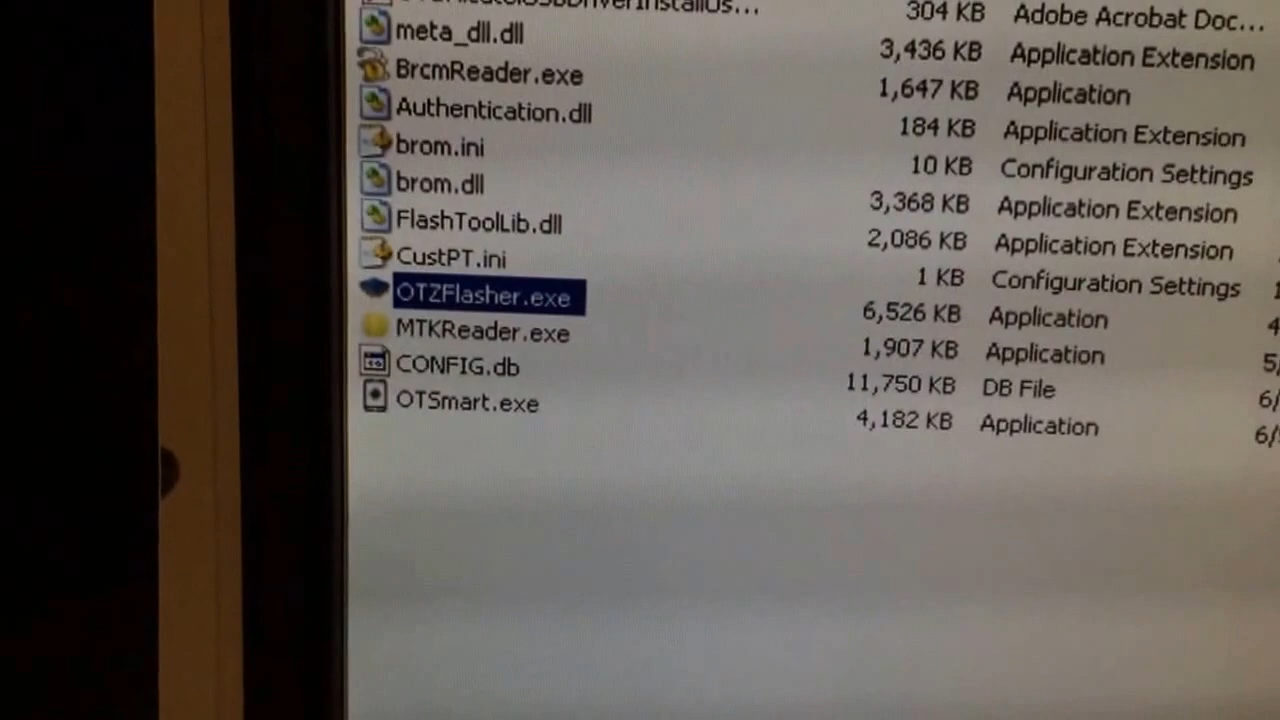 304 KB Adobe Acrobat Doc...
meta_dll.dll 3,436 KB Application Extension
BrcmReader.exe 1,647 KB Application
Authentication.dll 184 KB Application Extension
brom.ini 10 KB Configuration Settings
brom.dll 3,368 KB Application Extension
FlashToolLib.dll 2,086 KB Application Extension
CustPT.ini 1 KB Configuration Settings
OTZFlasher.exe 6,526 KB Application
MTKReader.exe 1,907 KB Application
CONFIG.db 11,750 KB DB File
OTSmart.exe 4,182 KB Application